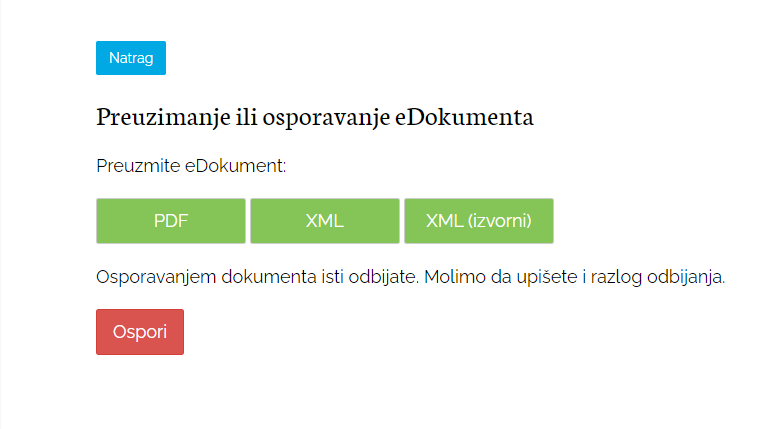 Natrag
Preuzimanje ili osporavanje eDokumenta
Preuzmite eDokument:
PDF XML XML (izvorni)
Osporavanjem dokumenta isti odbijate. Molimo da upišete i razlog odbijanja.
Ospori